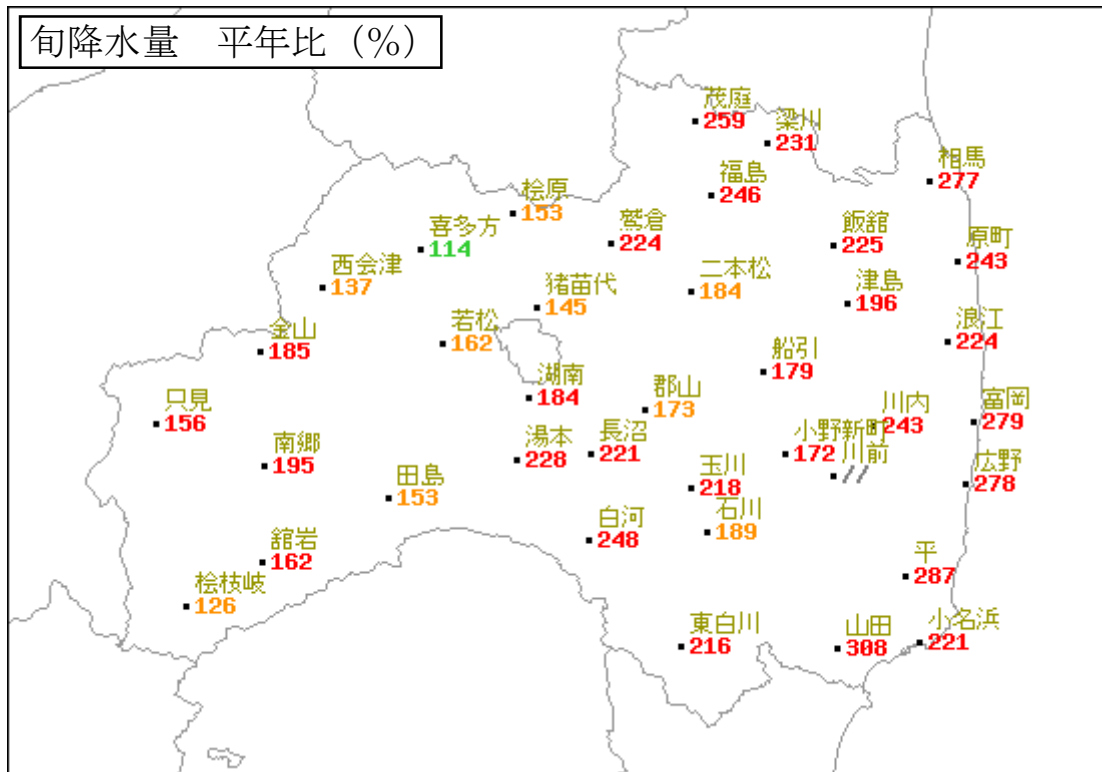 旬降水量　平年比（%）
茂庭
259
梁川
231
相馬
277
福島
246
桧原
153
鷲倉
224
喜多方
114
飯舘
225
原町
243
西会津
137
二本松
184
猪苗代
145
津島
196
若松
162
金山
185
浪江
224
船引
179
湖南
184
郡山
173
只見
156
川内
243
富岡
279
南郷
195
湯本
228
長沼
221
小野新町
172
川前
//
広野
278
田島
153
玉川
218
石川
189
白河
248
舘岩
162
平
287
桧枝岐
126
東白川
216
山田
308
小名浜
221